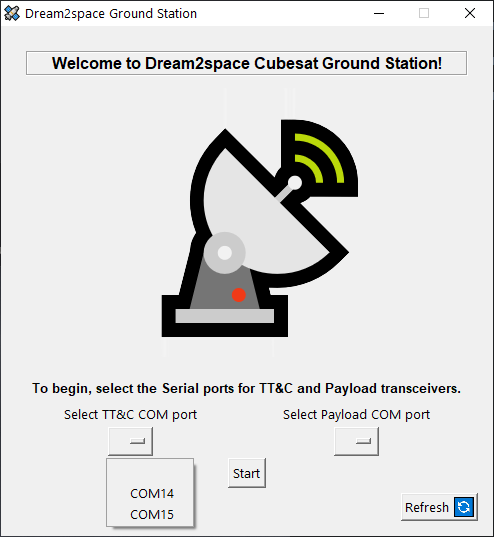 Dream2space Ground Station
Welcome to Dream2space Cubesat Ground Station!
To begin, select the Serial ports for TT&C and Payload transceivers.
Select TT&C COM port
Select Payload COM port
Start
COM14
COM15
Refresh